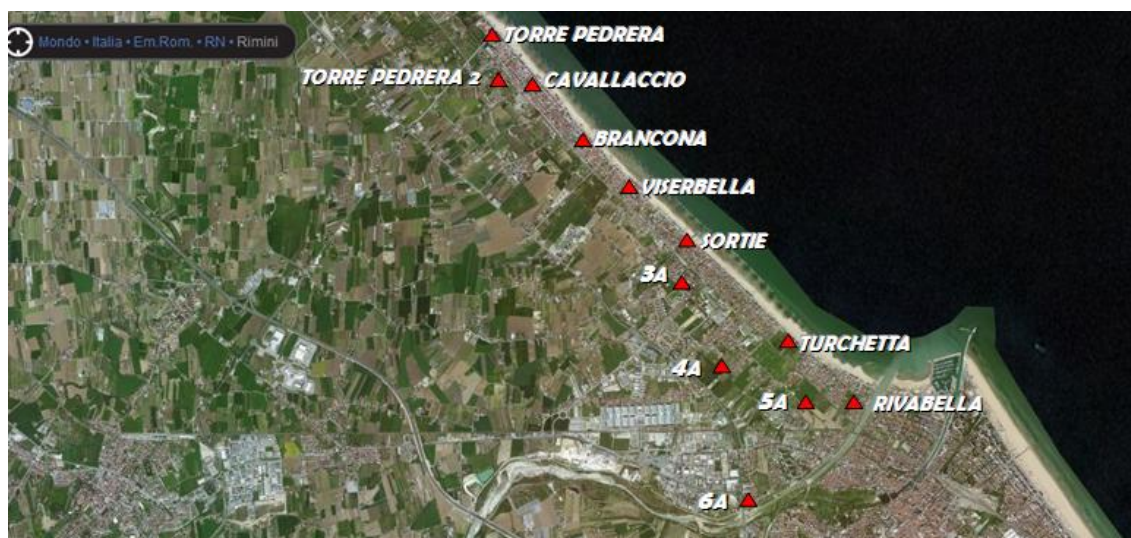 TORRE PEDRERA
Mondo • Italia • Em.Rom. • RN • Rimini
TORRE PEDRERA 2
CAVALLACCIO
BRANCONA
VISERBELLA
SORTIE
3A
TURCHETTA
4A
5A
RIVABELLA
6A